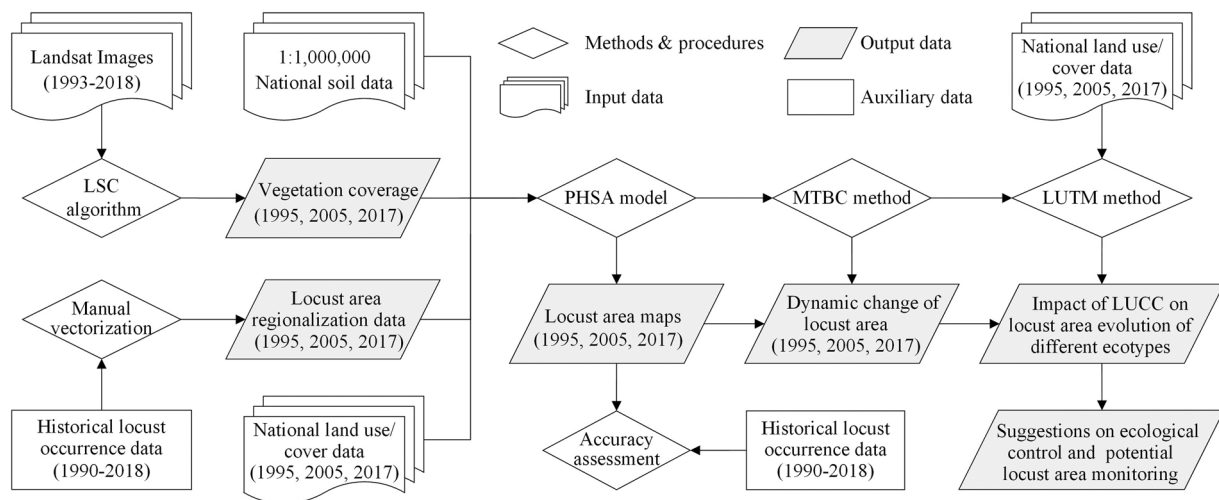 Landsat Images
(1993-2018)
1:1,000,000
National soil data
Methods & procedures
Output data
Input data
Auxiliary data
National land use/
cover data
(1995, 2005, 2017)
LSC
algorithm
Vegetation coverage
(1995, 2005, 2017)
PHSA model
MTBC method
LUTM method
Manual
vectorization
Locust area
regionalization data
(1995, 2005, 2017)
Locust area maps
(1995, 2005, 2017)
Dynamic change of
locust area
(1995, 2005, 2017)
Impact of LUCC on
locust area evolution of
different ecotypes
Historical locust
occurrence data
(1990-2018)
National land use/
cover data
(1995, 2005, 2017)
Accuracy
assessment
Historical locust
occurrence data
(1990-2018)
Suggestions on ecological
control and potential
locust area monitoring